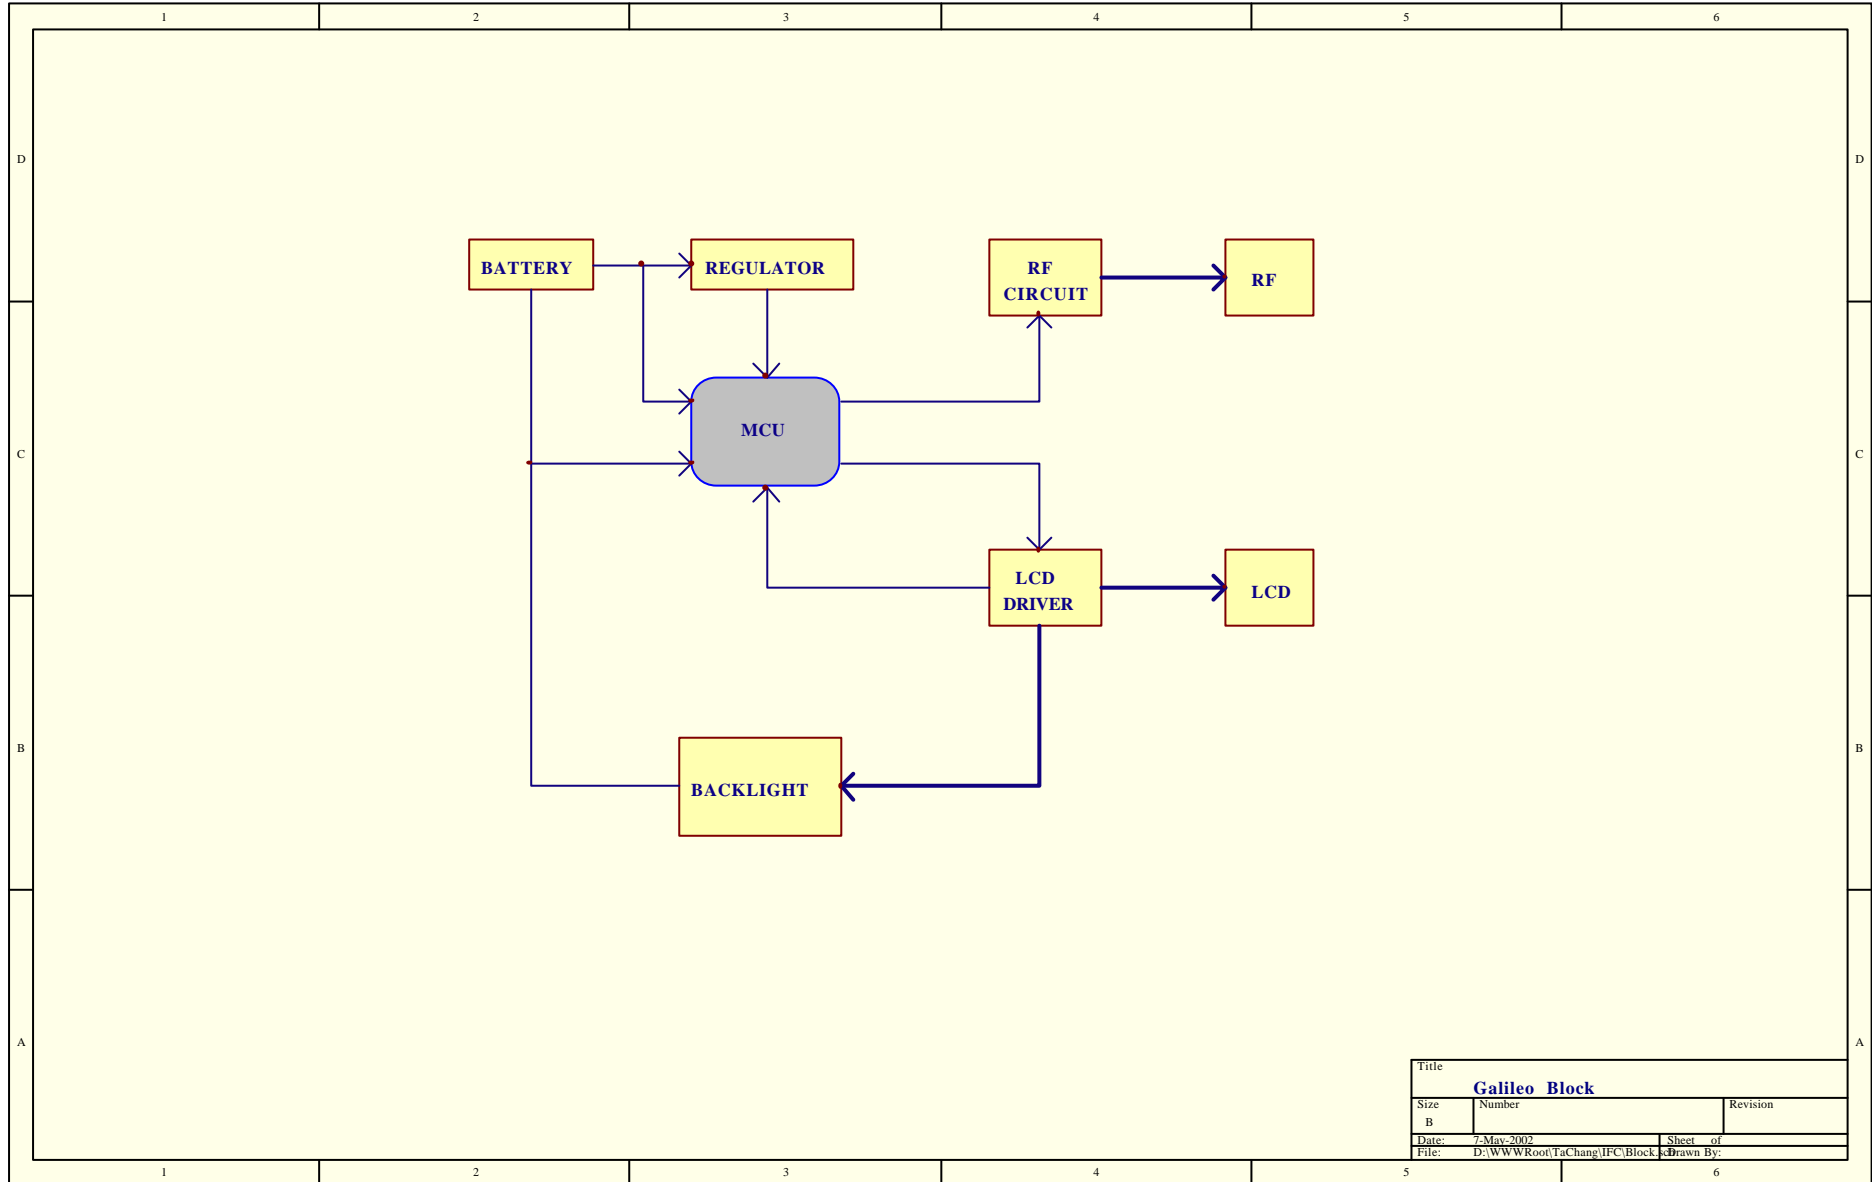 1 2 3 4 5 6
D D
BATTERY REGULATOR RF RF
CIRCUIT
MCU
C C
LCD LCD
DRIVER
B B
BACKLIGHT
A A
Title
Galileo Block
Size Number Revision
B
Date: 7-May-2002 Sheet of
File: D:\WWWRoot\TaChang\IFC\Block. Drawn By:
1 2 3 4 5 6